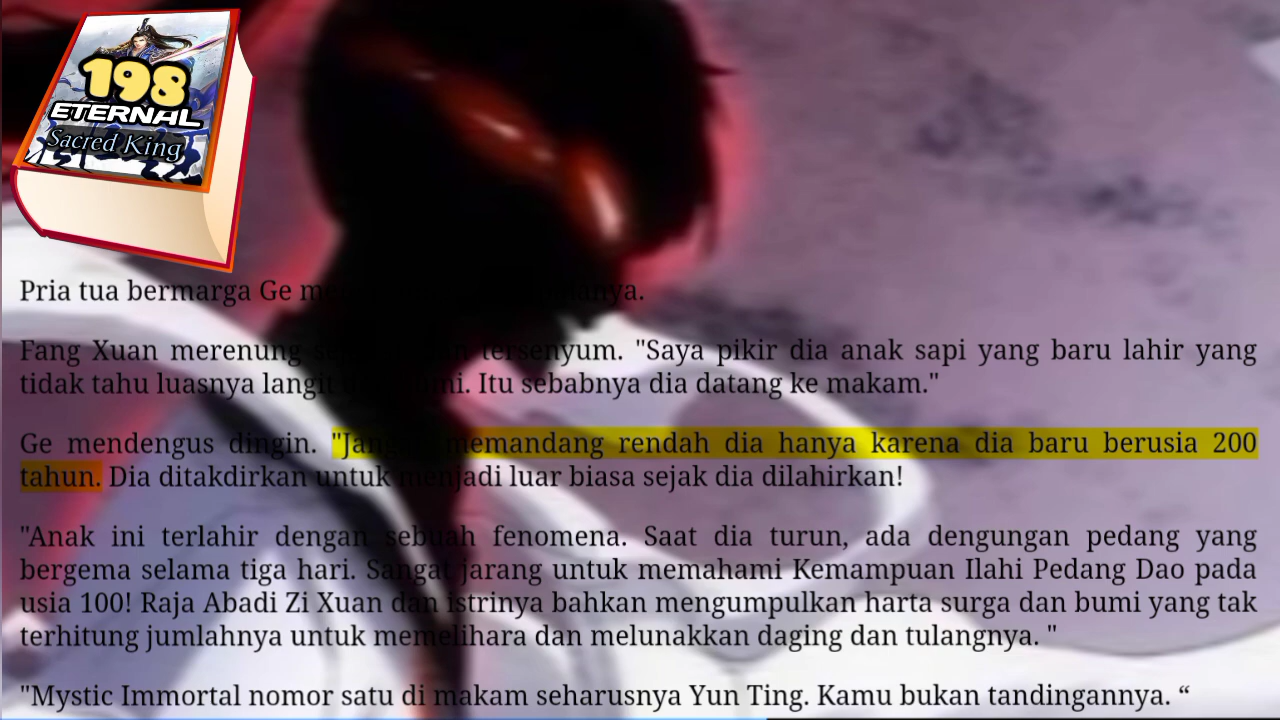 198
ETERNAL
Sacred King
Pria tua bermarga Ge
Fang Xuan merenung tersenyum. "Saya pikir dia anak sapi yang baru lahir yang
tidak tahu luasnya langit Itu sebabnya dia datang ke makam."
Ge mendengus dingin. "Jangan memandang rendah dia hanya karena dia baru berusia 200
tahun. Dia ditakdirkan untuk menjadi luar biasa sejak dia dilahirkan!
"Anak ini terlahir dengan sebuah fenomena. Saat dia turun, ada dengungan pedang yang
bergema selama tiga hari. Sangat jarang untuk memahami Kemampuan Ilahi Pedang Dao pada
usia 100! Raja Abadi Zi Xuan dan istrinya bahkan mengumpulkan harta surga dan bumi yang tak
terhitung jumlahnya untuk memelihara dan melunakkan daging dan tulangnya. "
"Mystic Immortal nomor satu di makam seharusnya Yun Ting. Kamu bukan tandingannya. “